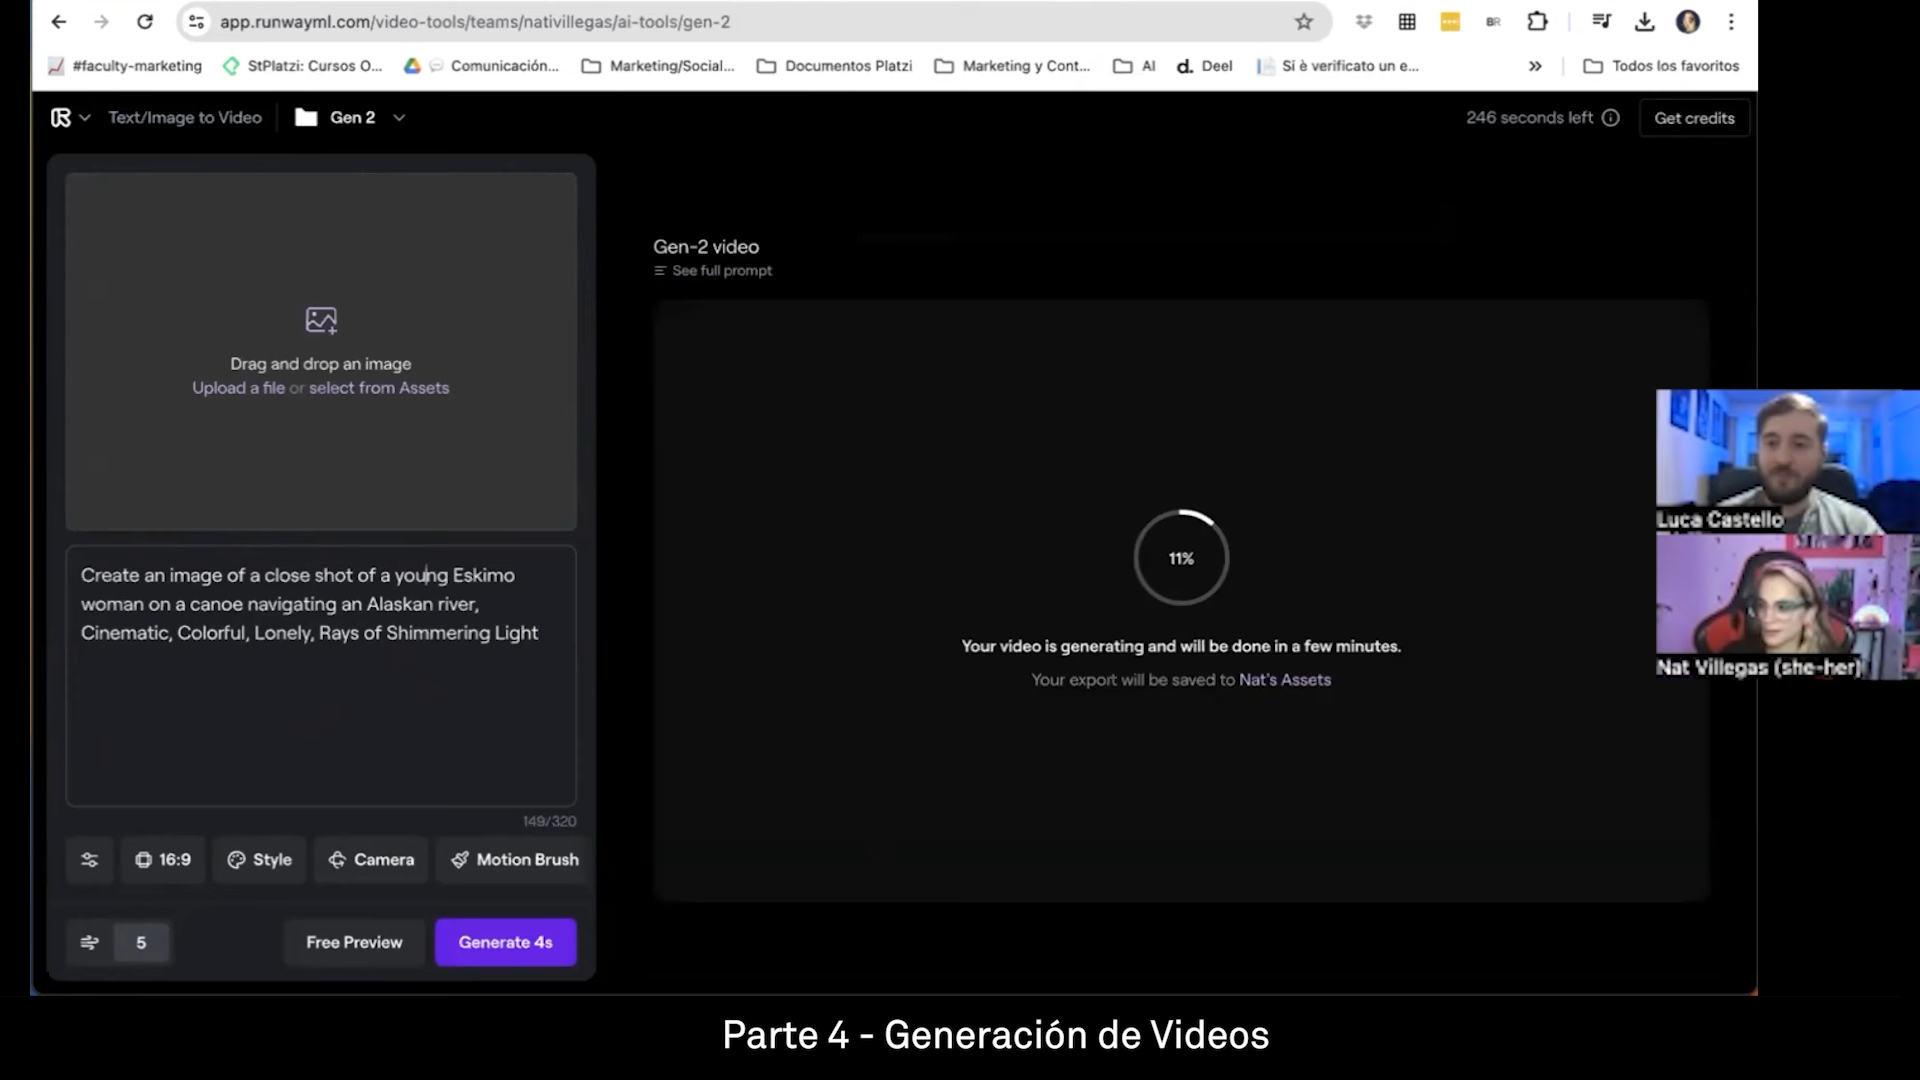 app.runwayml.com/video-tools/teams/nativillegas/ai-tools/gen-2
BR
#faculty-marketing StPlatzi: Cursos O... Comunicación... Marketing/Social... Documentos Platzi Marketing y Cont... AI d. Deel Si è verificato un e... » Todos los favoritos
Text/Image to Video Gen 2 246 seconds left Get credits
Drag and drop an image
Upload a file or select from Assets
Create an image of a close shot of a young Eskimo
woman on a canoe navigating an Alaskan river,
Cinematic, Colorful, Lonely, Rays of Shimmering Light
149/320
16:9 Style Camera Motion Brush
5 Free Preview Generate 4s
Gen-2 video
See full prompt
11%
Your video is generating and will be done in a few minutes.
Your export will be saved to Nat's Assets
Luca Castello
Nat Villegas (she-her)
Parte 4 - Generación de Videos